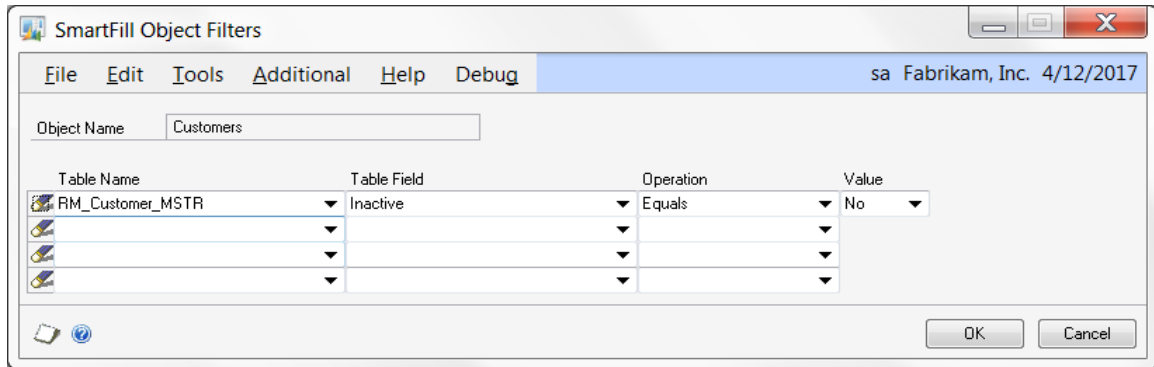 SmartFill Object Filters
File Edit Tools Additional Help Debug sa Fabrikam, Inc. 4/12/2017
Object Name Customers
Table Name Table Field Operation Value
RM_Customer_MSTR Inactive Equals No
OK Cancel